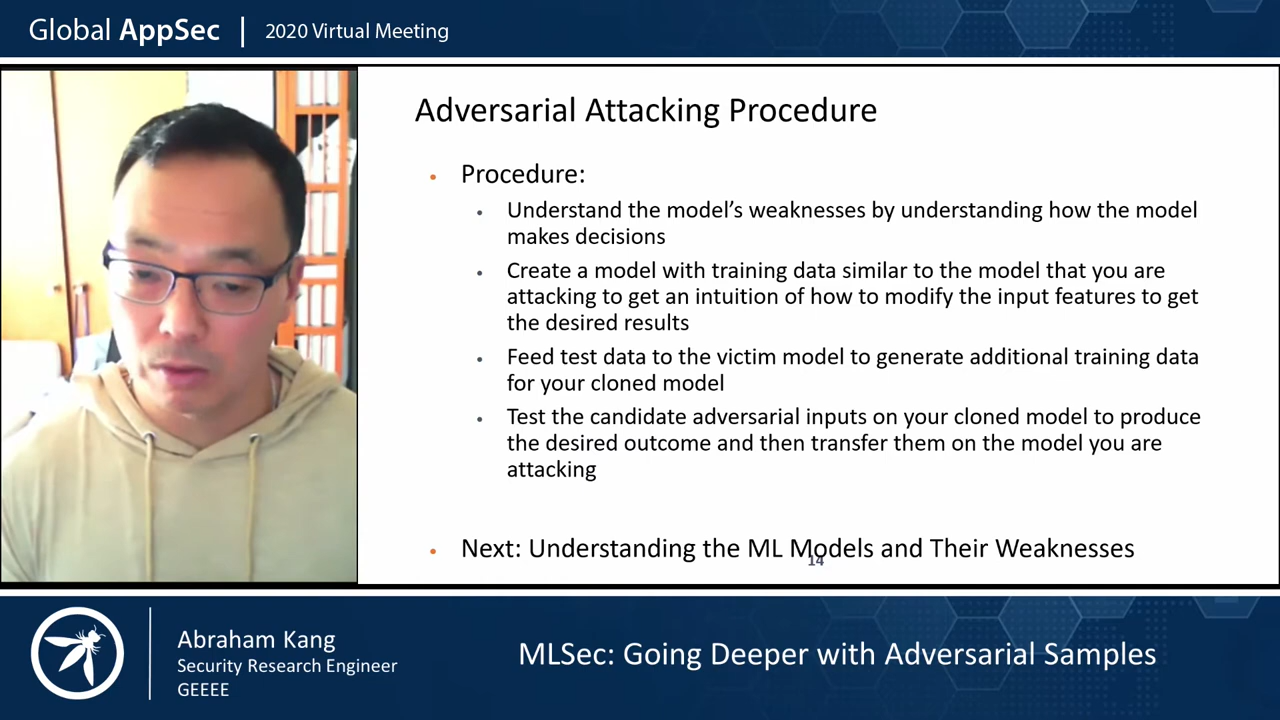 Global AppSec | 2020 Virtual Meeting
Adversarial Attacking Procedure
• Procedure:
• Understand the model’s weaknesses by understanding how the model
makes decisions
• Create a model with training data similar to the model that you are
attacking to get an intuition of how to modify the input features to get
the desired results
• Feed test data to the victim model to generate additional training data
for your cloned model
• Test the candidate adversarial inputs on your cloned model to produce
the desired outcome and then transfer them on the model you are
attacking
• Next: Understanding the ML Models and Their Weaknesses
14
Abraham Kang
Security Research Engineer
GEEEE
MLSec: Going Deeper with Adversarial Samples